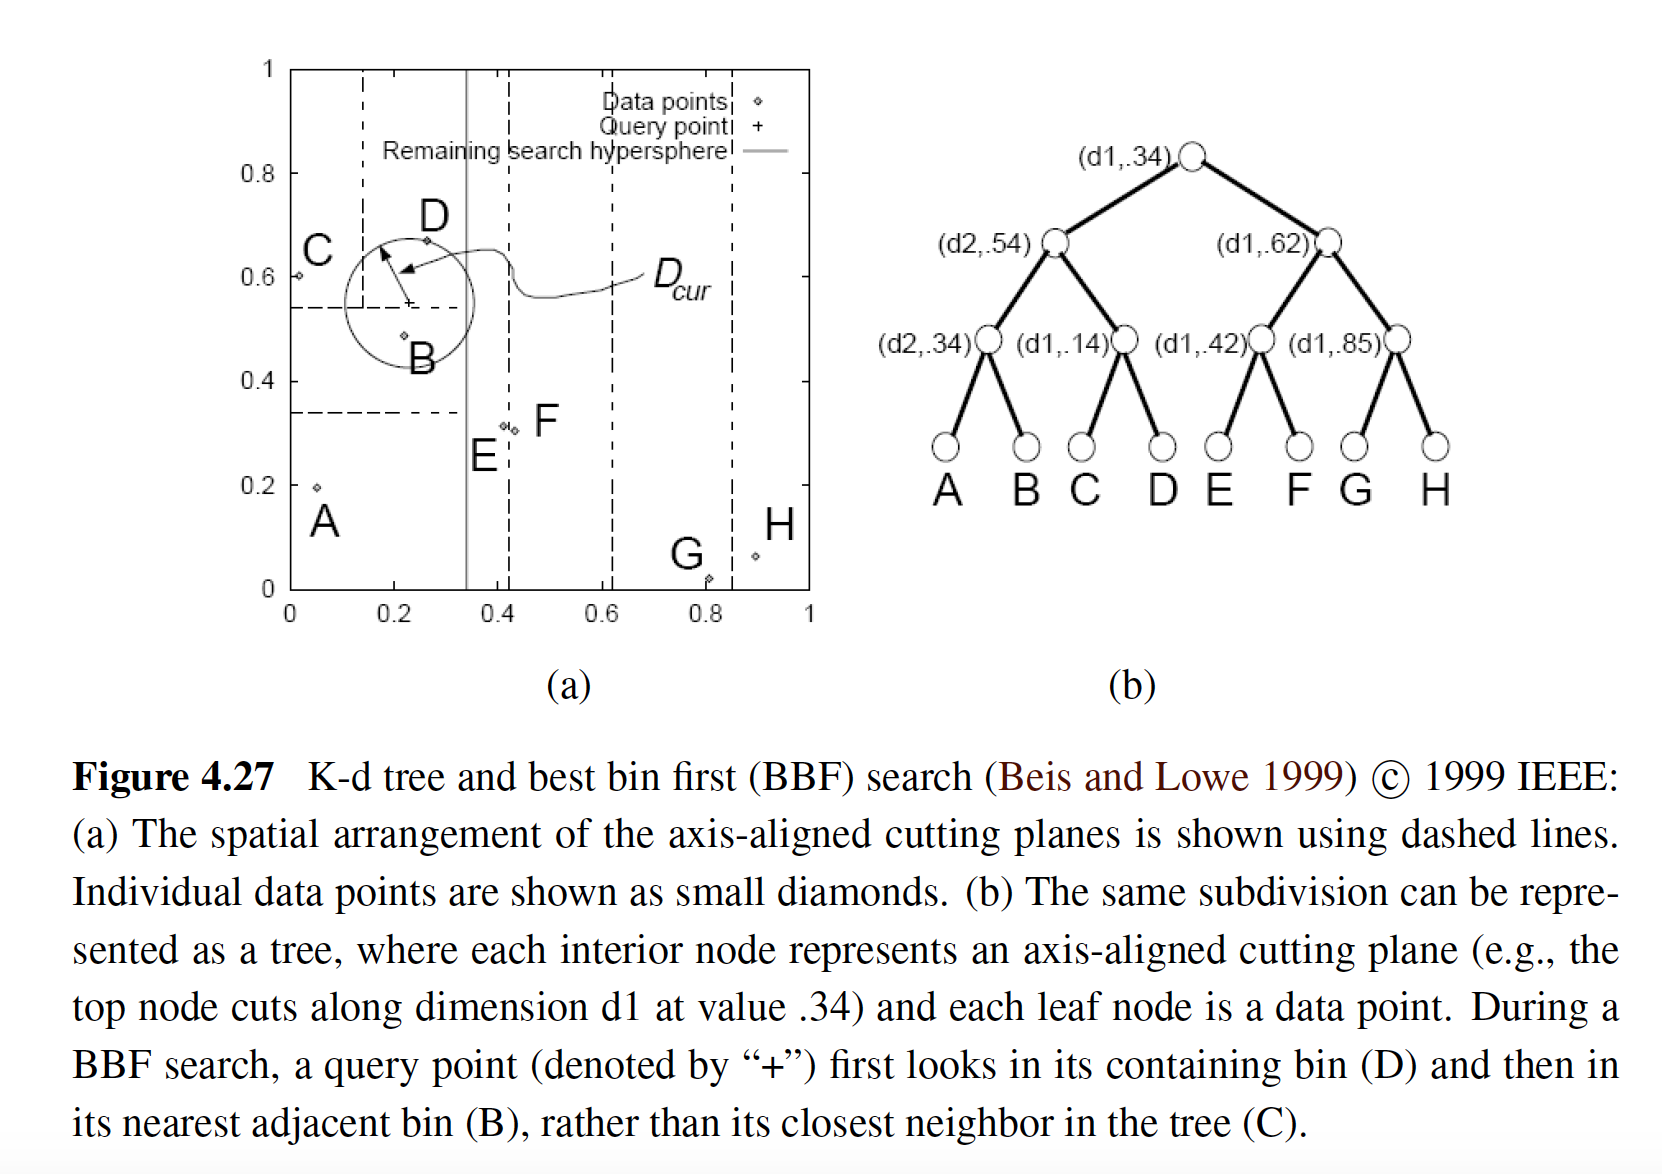 1
0.8
0.6
0.4
0.2
0
0 0.2 0.4 0.6 0.8 1
Data points
Query point
Remaining search hypersphere
D
C
Dcur
B
F
E
A
H
G
(a)
(d1,.34)
(d2,.54) (d1,.62)
(d2,.34) (d1,.14) (d1,.42) (d1,.85)
A B C D E F G H
(b)
Figure 4.27 K-d tree and best bin first (BBF) search (Beis and Lowe 1999) © 1999 IEEE:
(a) The spatial arrangement of the axis-aligned cutting planes is shown using dashed lines.
Individual data points are shown as small diamonds. (b) The same subdivision can be repre-
sented as a tree, where each interior node represents an axis-aligned cutting plane (e.g., the
top node cuts along dimension d1 at value .34) and each leaf node is a data point. During a
BBF search, a query point (denoted by “+”) first looks in its containing bin (D) and then in
its nearest adjacent bin (B), rather than its closest neighbor in the tree (C).